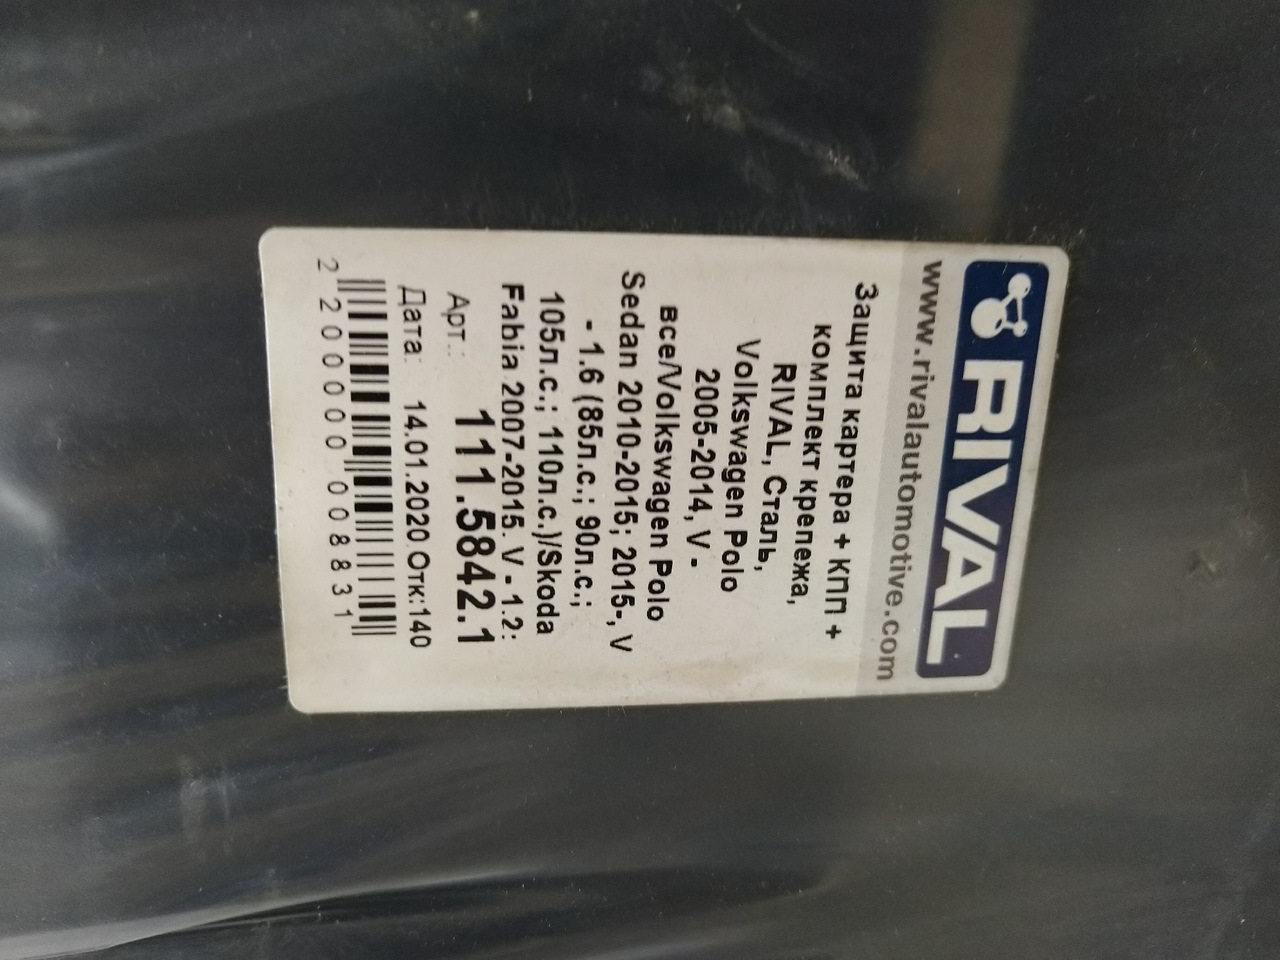 RIVAL
www.rivalautomotive.com
Защита картера + КПП +
комплект крепежа,
RIVAL, Сталь,
Volkswagen Polo
2005-2014, V -
все/Volkswagen Polo
Sedan 2010-2015; 2015-, V
- 1.6 (85л.с.; 90л.с.;
105л.с.; 110л.с.)/Skoda
Fabia 2007-2015. V - 1.2:
Арт.: 111.5842.1
Дата: 14.01.2020 Отк:140
2 200000 008831